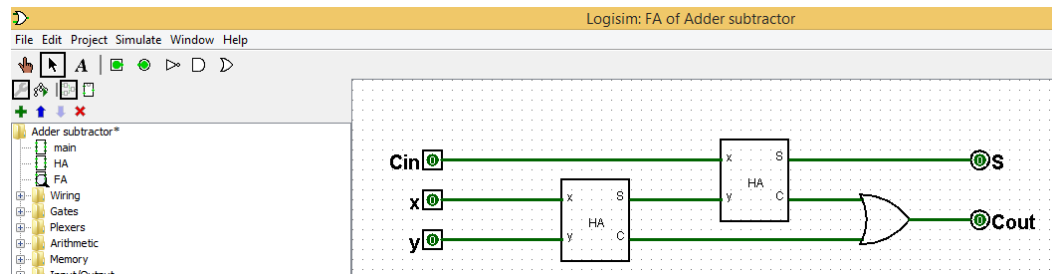 Logisim: FA of Adder subtractor
File Edit Project Simulate Window Help
A
Adder subtractor*
main
HA
FA
Wiring
Gates
Plexers
Arithmetic
Memory
Cin 0
x 0
y 0
x S
HA
y C
x S
HA
y C
0 S
0 Cout